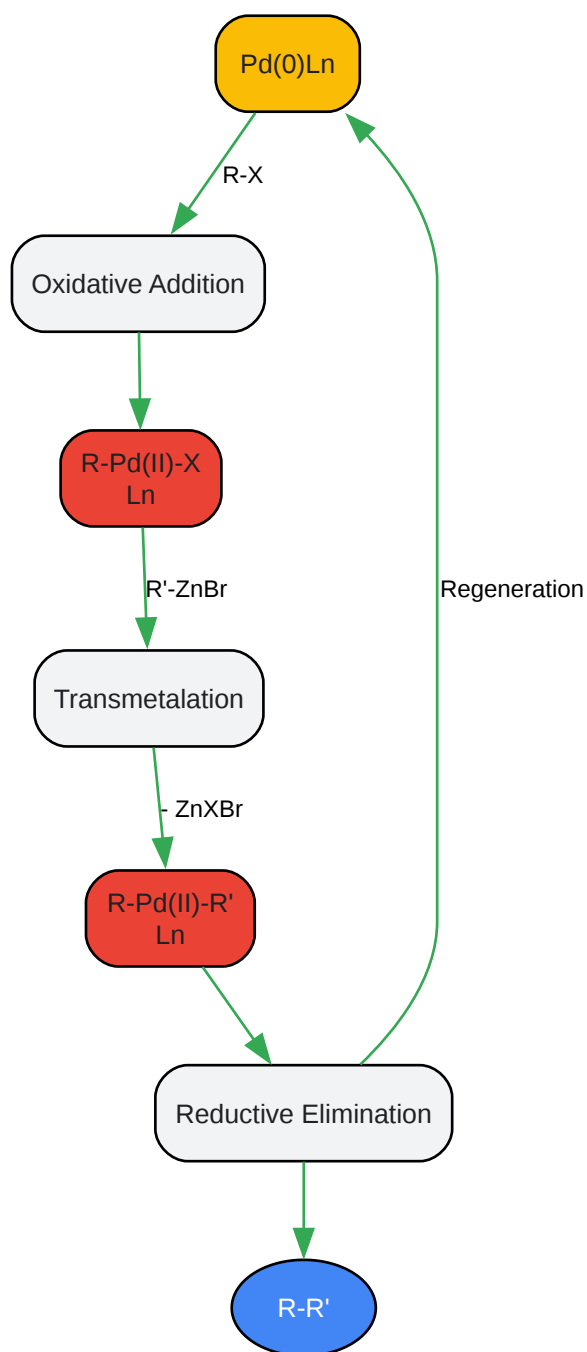 Pd(0)Ln
R-X
Oxidative Addition
R-Pd(II)-X
Ln
R'-ZnBr
Regeneration
Transmetalation
- ZnXBr
R-Pd(II)-R'
Ln
Reductive Elimination
R-R'